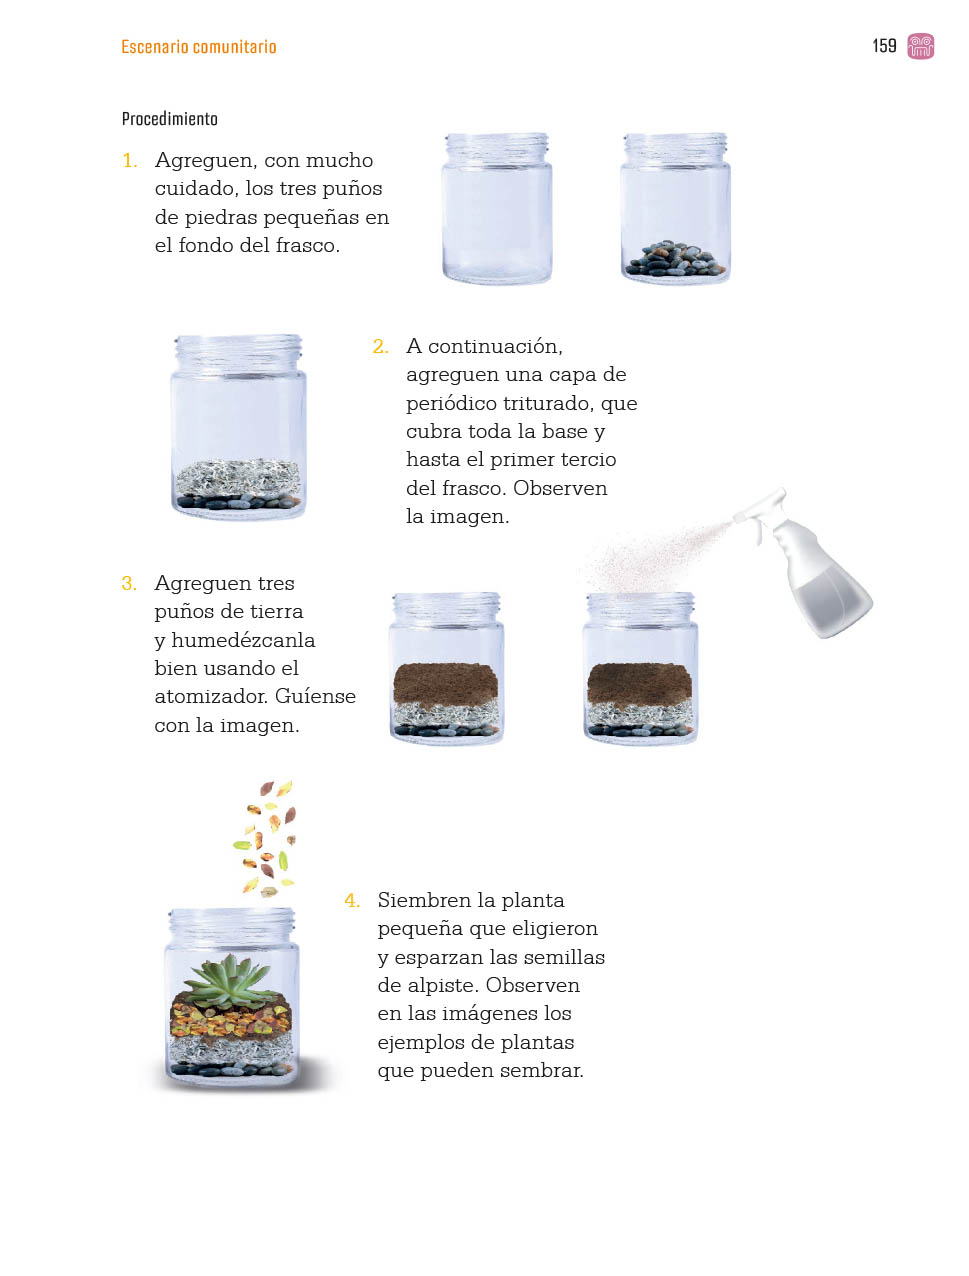 Escenario comunitario
159
Procedimiento
1. Agreguen, con mucho
cuidado, los tres puños
de piedras pequeñas en
el fondo del frasco.
2. A continuación,
agreguen una capa de
periódico triturado, que
cubra toda la base y
hasta el primer tercio
del frasco. Observen
la imagen.
3. Agreguen tres
puños de tierra
y humedézcanla
bien usando el
atomizador. Guíense
con la imagen.
4. Siembren la planta
pequeña que eligieron
y esparzan las semillas
de alpiste. Observen
en las imágenes los
ejemplos de plantas
que pueden sembrar.